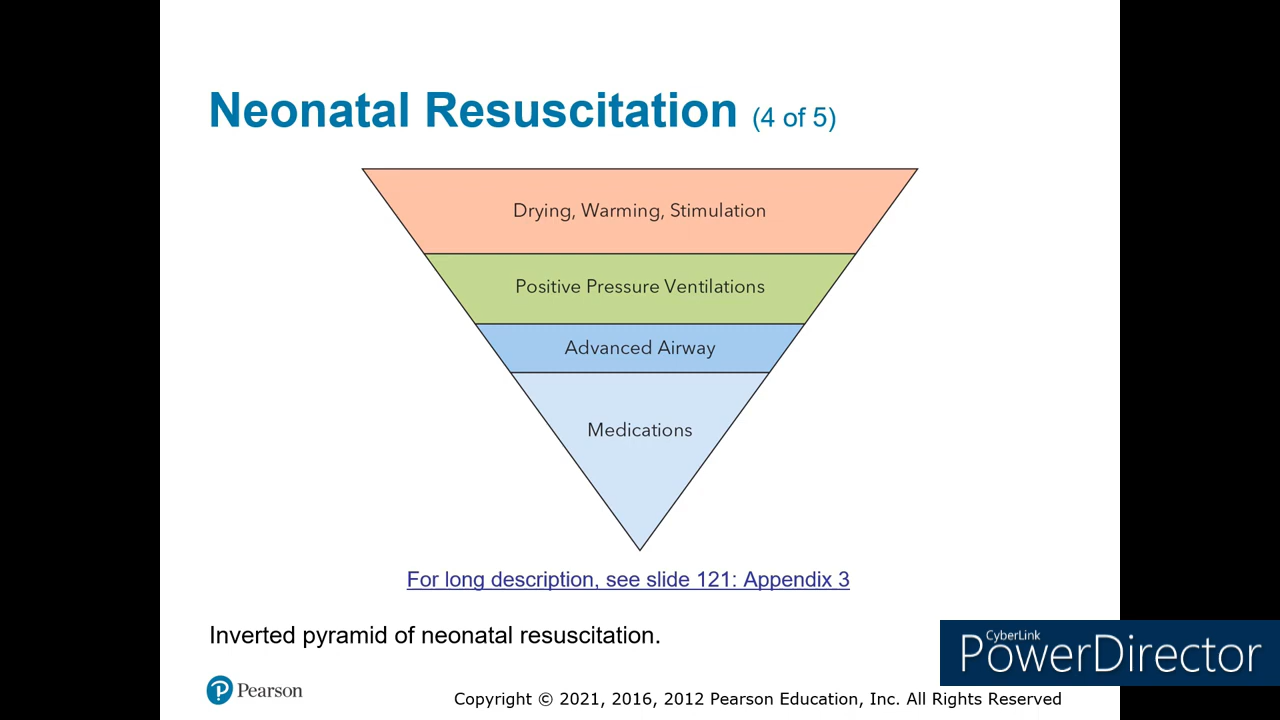 Neonatal Resuscitation (4 of 5)
Drying, Warming, Stimulation
Positive Pressure Ventilations
Advanced Airway
Medications
For long description, see slide 121: Appendix 3
Inverted pyramid of neonatal resuscitation.
CyberLink
PowerDirector
P Pearson
Copyright © 2021, 2016, 2012 Pearson Education, Inc. All Rights Reserved